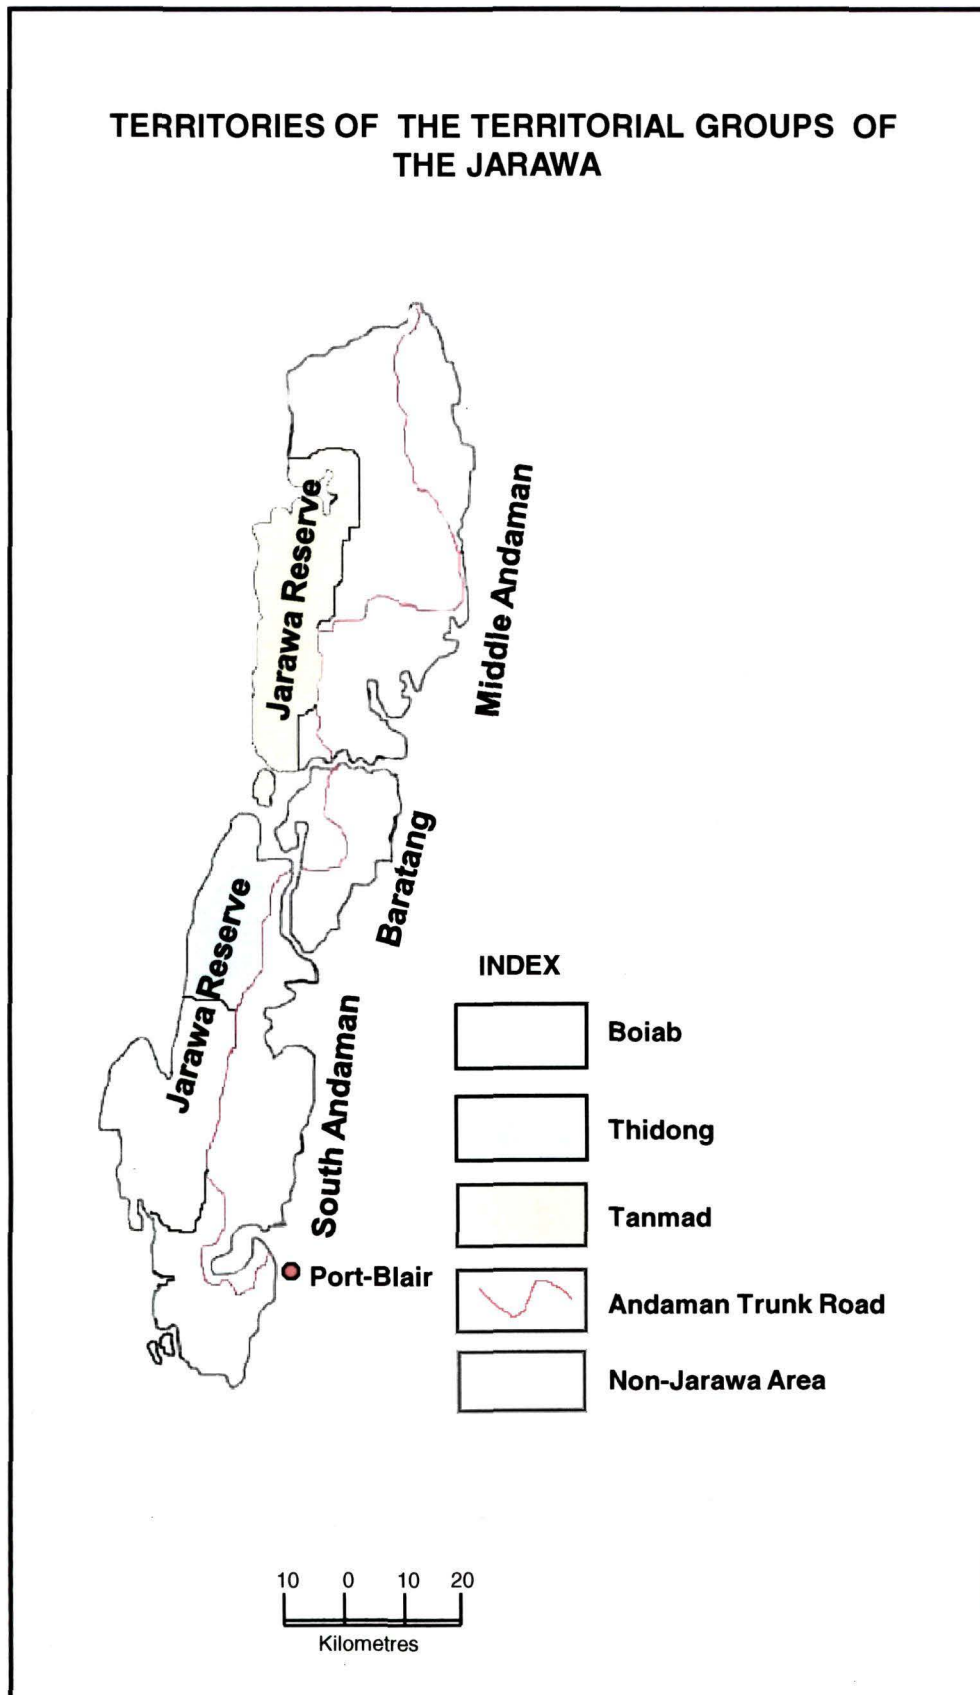 TERRITORIES OF THE TERRITORIAL GROUPS OF
THE JARAWA
Jarawa Reserve
Middle Andaman
Baratang
Jarawa Reserve
South Andaman
Port-Blair
INDEX
Boiab
Thidong
Tanmad
Andaman Trunk Road
Non-Jarawa Area
10 0 10 20
Kilometres